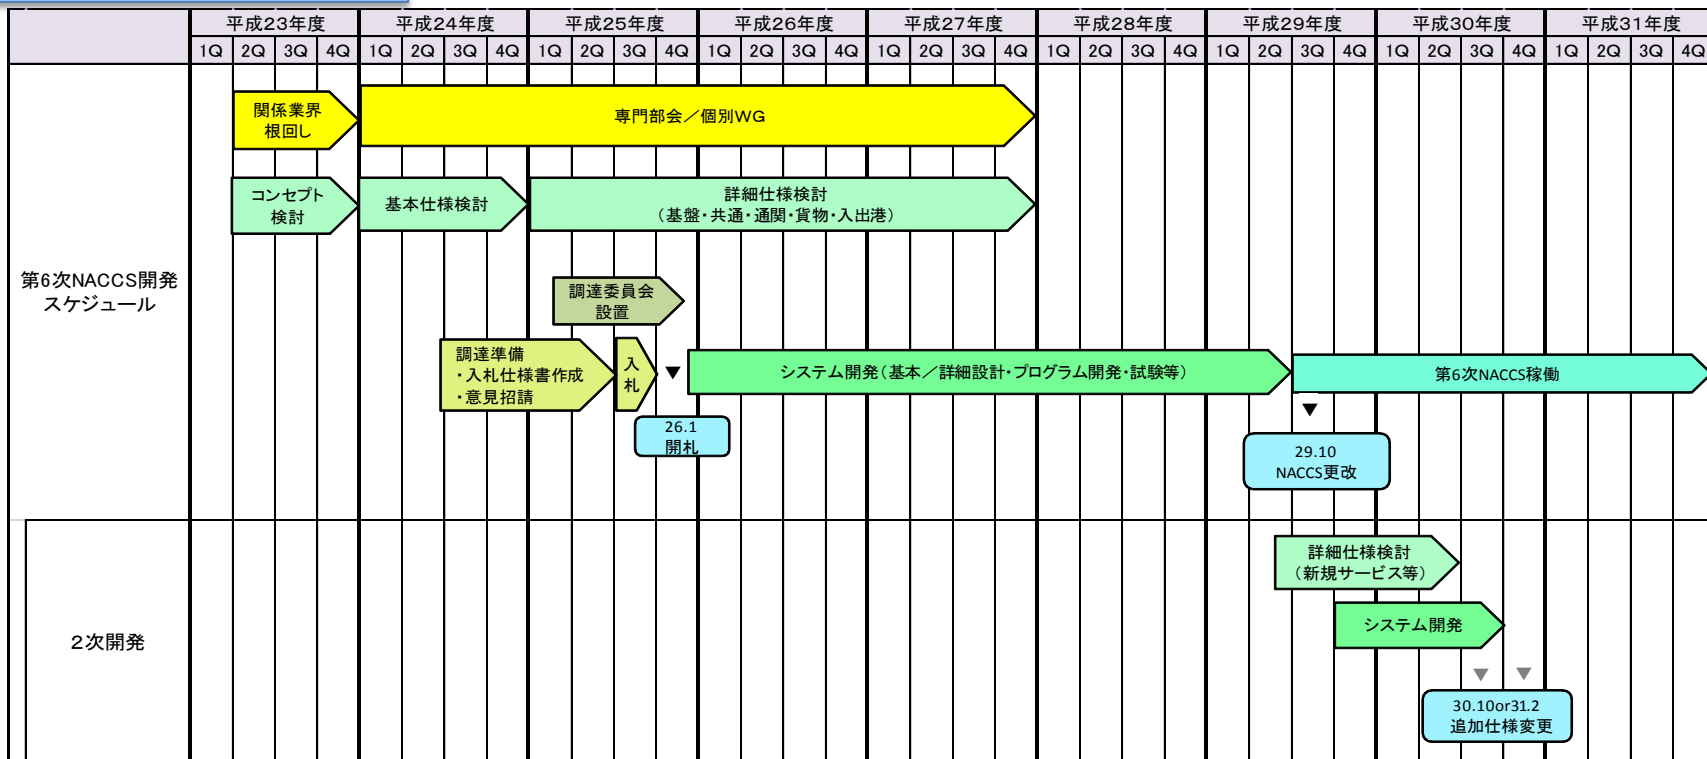 平成23年度 平成24年度 平成25年度 平成26年度 平成27年度 平成28年度 平成29年度 平成30年度 平成31年度
1Q 2Q 3Q 4Q 1Q 2Q 3Q 4Q 1Q 2Q 3Q 4Q 1Q 2Q 3Q 4Q 1Q 2Q 3Q 4Q 1Q 2Q 3Q 4Q 1Q 2Q 3Q 4Q 1Q 2Q 3Q 4Q 1Q 2Q 3Q 4Q
第6次NACCS開発
スケジュール
関係業界
根回し
専門部会/個別WG
コンセプト
検討
基本仕様検討
詳細仕様検討
(基盤・共通・通関・貨物・入出港)
調達委員会
設置
調達準備
・入札仕様書作成
・意見招請
入
札
▼
システム開発(基本/詳細設計・プログラム開発・試験等)
第6次NACCS稼働
26.1
開札
▼
29.10
NACCS更改
2次開発
詳細仕様検討
(新規サービス等)
システム開発
▼ ▼
30.10or31.2
追加仕様変更